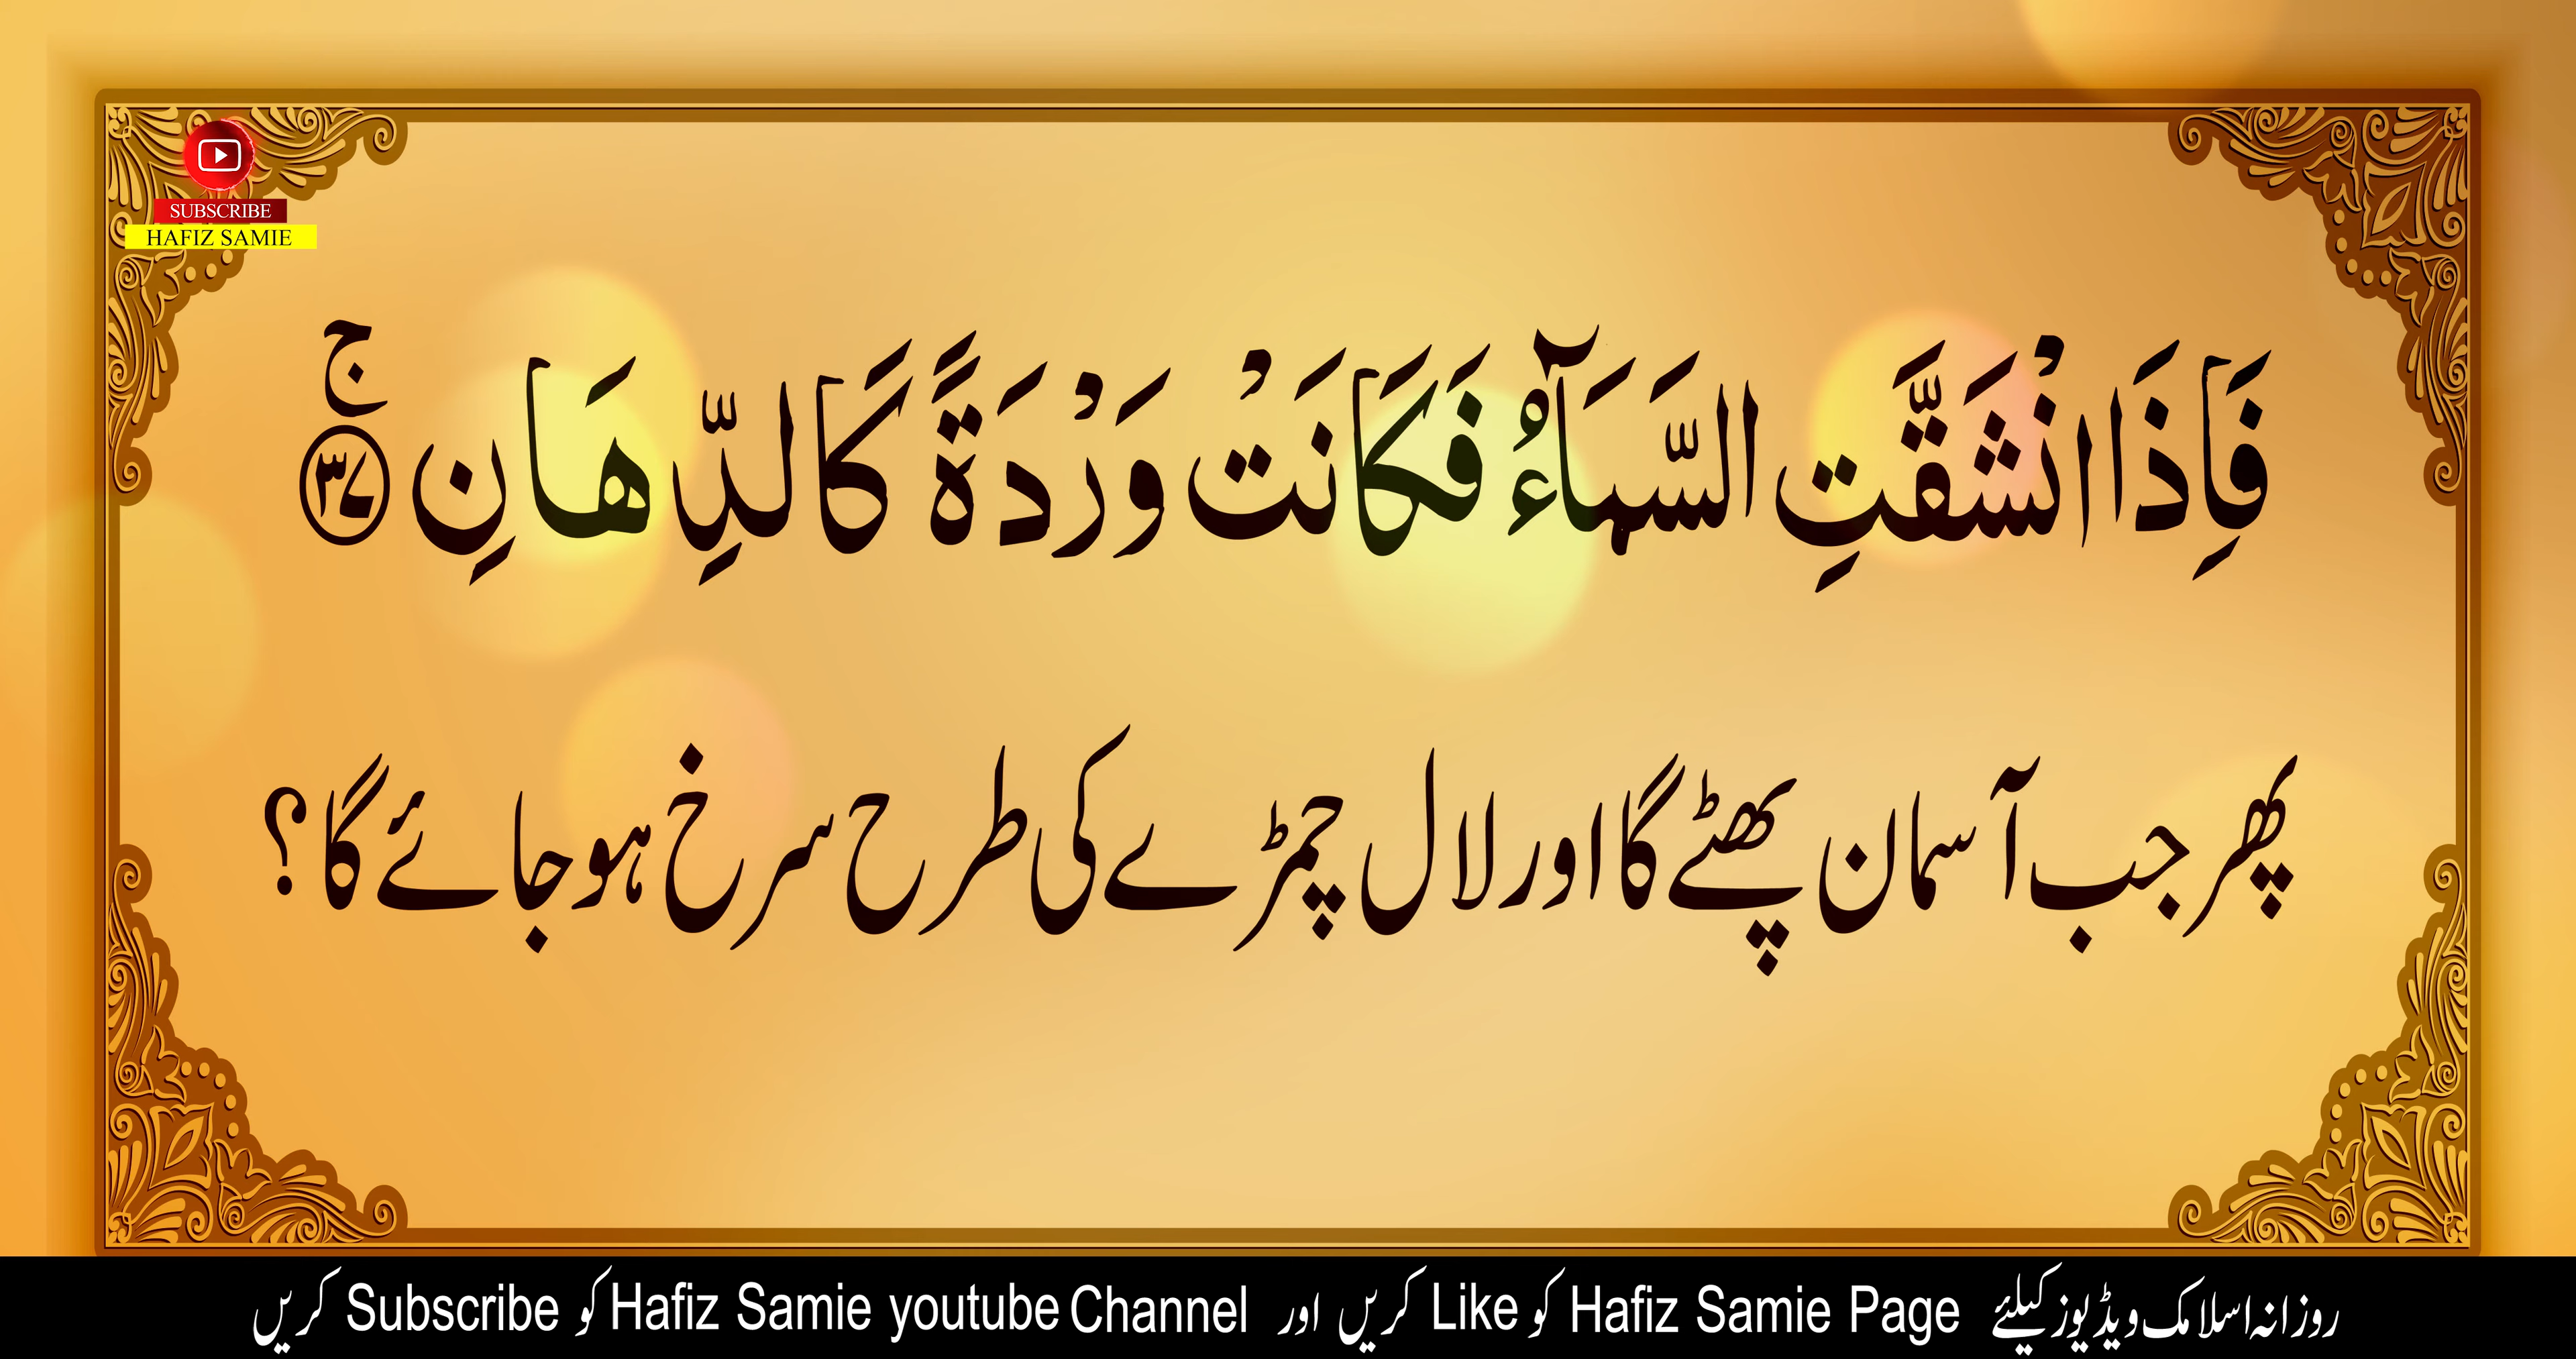 SUBSCRIBE
HAFIZ SAMIE
فَاِذَا انْشَقَّتِ السَّمَآءُ فَكَانَتْ وَرْدَةً كَالدِّهَانِ ۚ ﴿۳۷﴾
پھر جب آسمان پھٹے گا اور لال چمڑے کی طرح سرخ ہو جائے گا؟
روزانہ اسلامک ویڈیوز کیلئے Hafiz Samie Page کو Like کریں اور Hafiz Samie youtube Channel کو Subscribe کریں